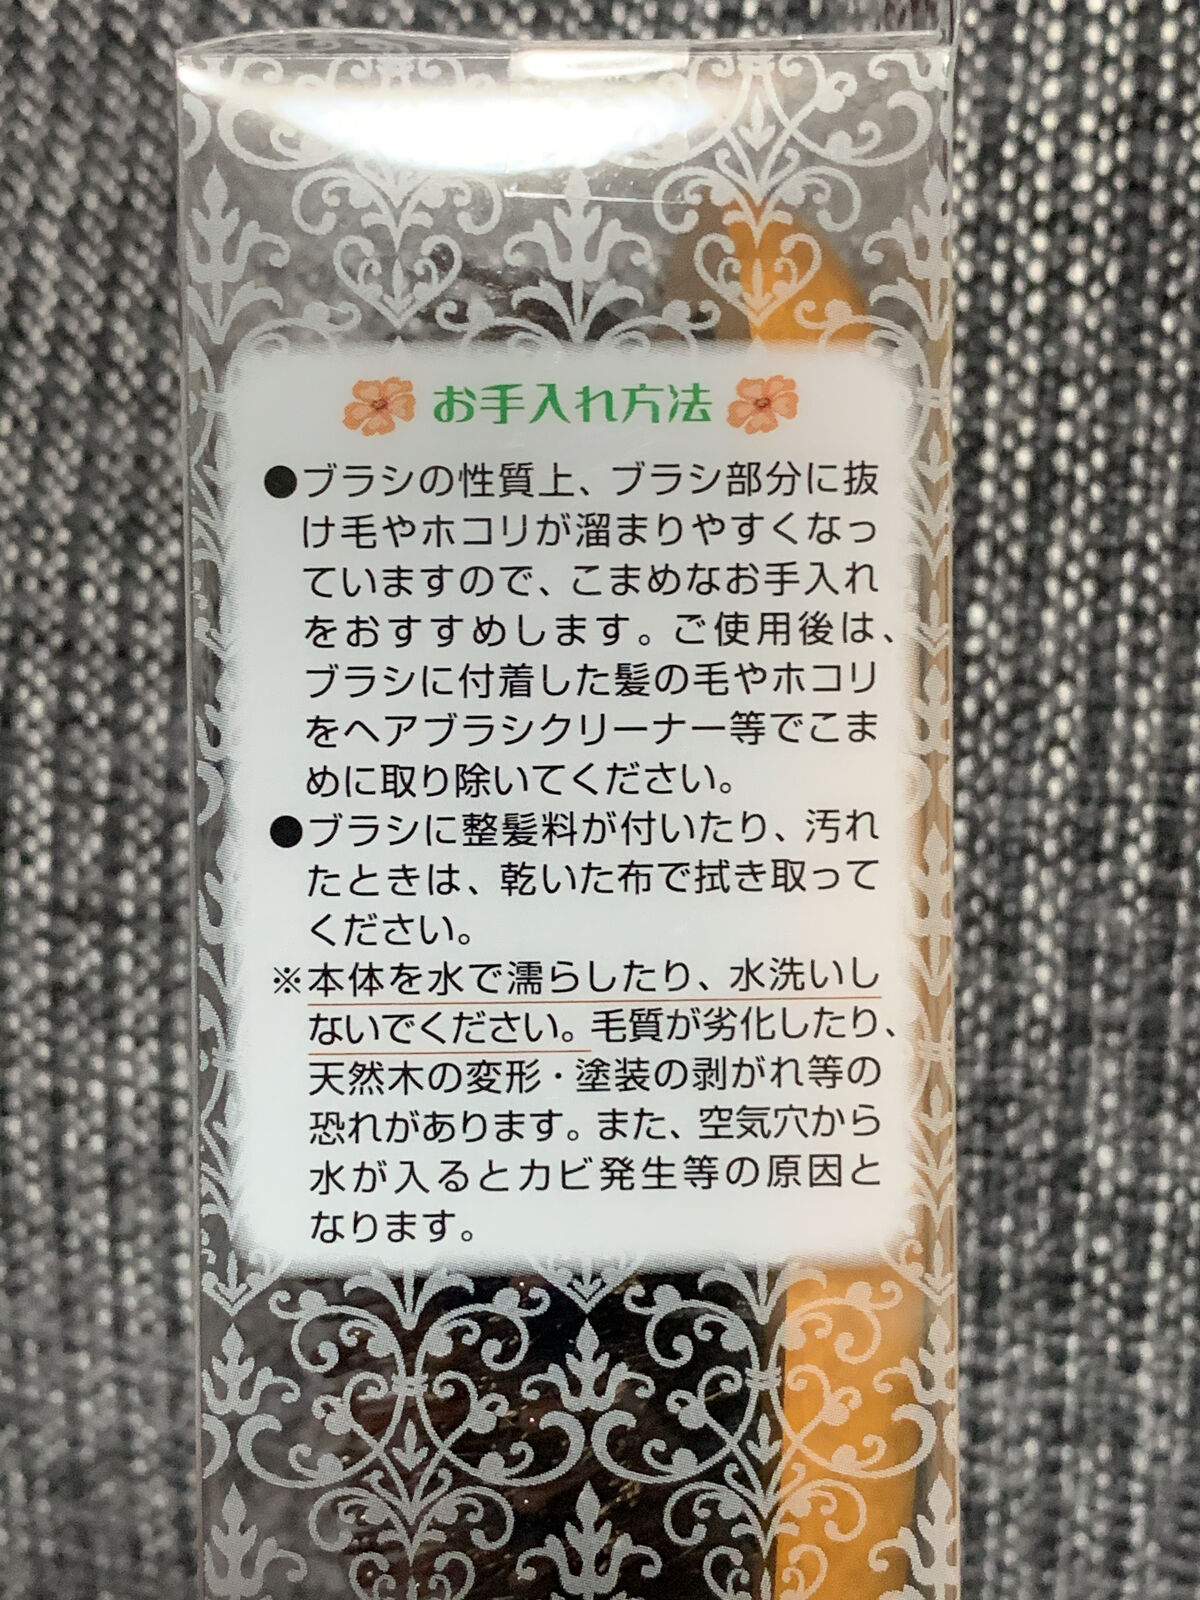 お手入れ方法
●ブラシの性質上、ブラシ部分に抜
け毛やホコリが溜まりやすくなっ
ていますので、こまめなお手入れ
をおすすめします。ご使用後は、
ブラシに付着した髪の毛やホコリ
をヘアブラシクリーナー等でこま
めに取り除いてください。
●ブラシに整髪料が付いたり、汚れ
たときは、乾いた布で拭き取って
ください。
※本体を水で濡らしたり、水洗いし
ないでください。毛質が劣化したり、
天然木の変形・塗装の剥がれ等の
恐れがあります。また、空気穴から
水が入るとカビ発生等の原因と
なります。